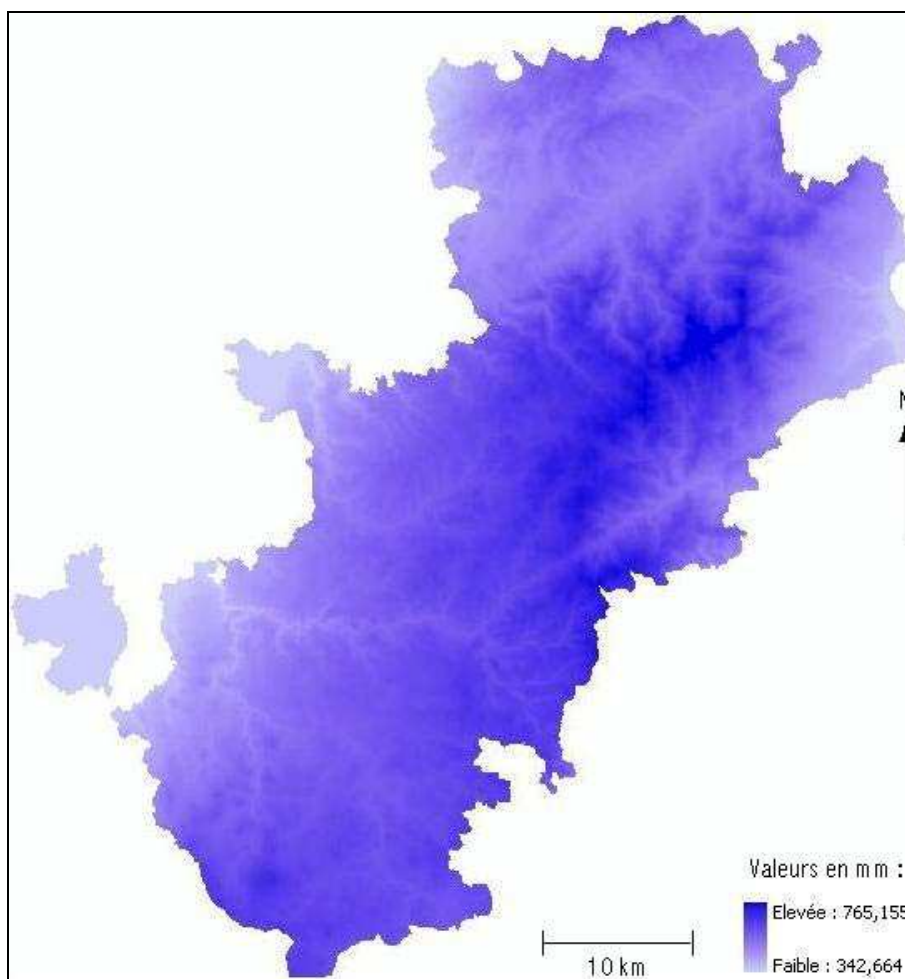 N
Valeurs en mm :
Elevée : 765,155
10 km
Faible : 342,664